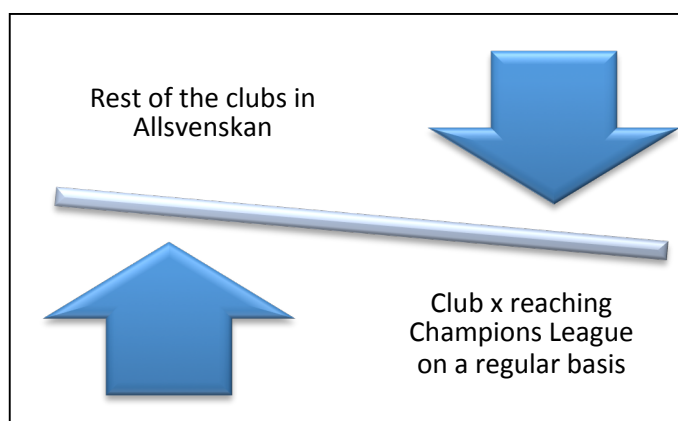 Rest of the clubs in
Allsvenskan
Club x reaching
Champions League
on a regular basis